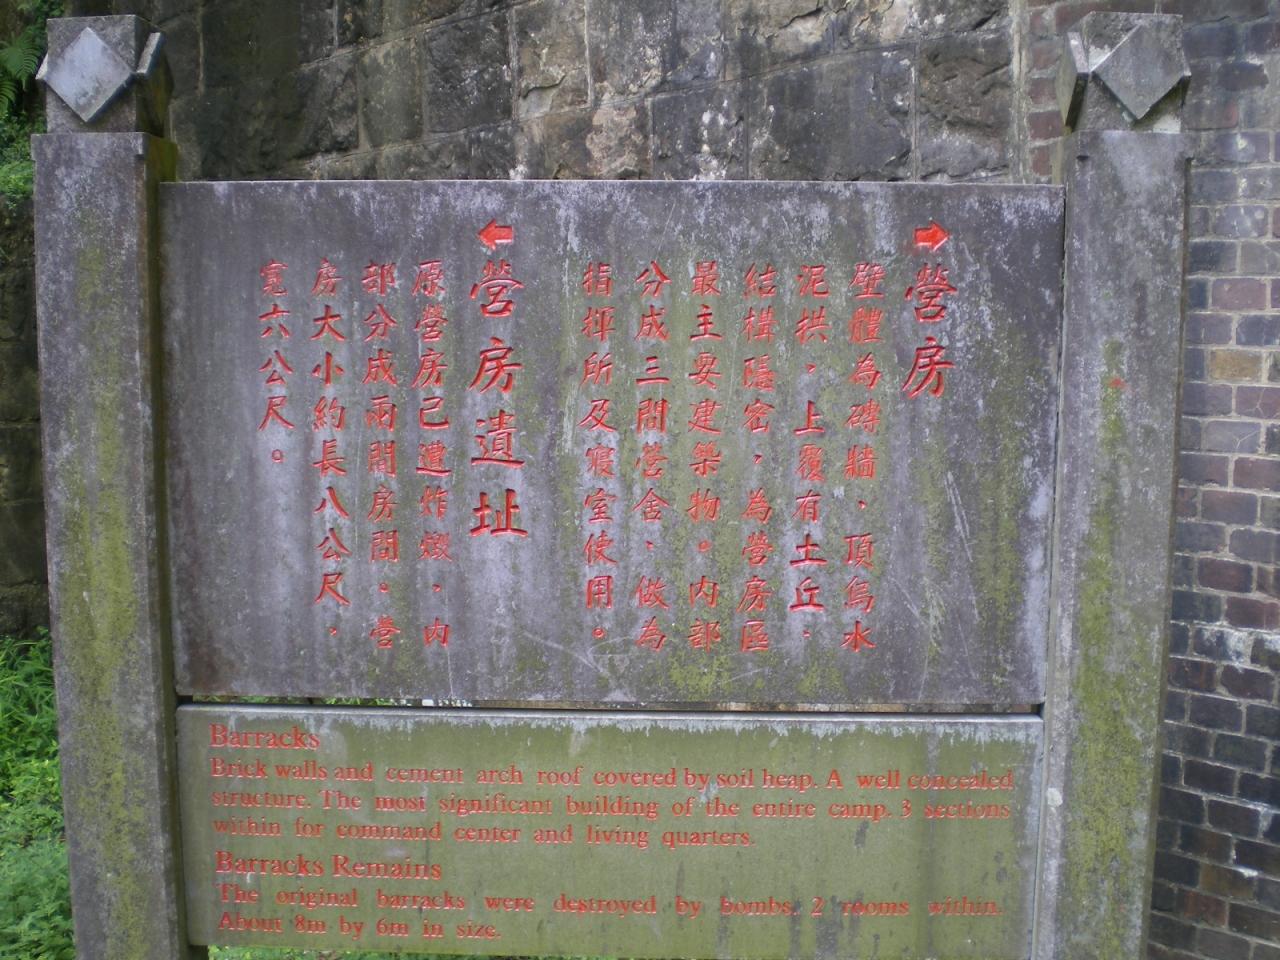 →
營房
壁體為磚牆、頂為水
泥拱，上覆有土丘，
結構隱密，為營房區
最主要建築物。內部
分成三間營舍，做為
指揮所及寢室使用。
←
營房遺址
原營房已遭炸燬，內
部分成兩間房間。營
房大小約長八公尺，
寬六公尺。
Barracks
Brick walls and cement arch roof covered by soil heap. A well concealed
structure. The most significant building of the entire camp. 3 sections
within for command center and living quarters.
Barracks Remains
The original barracks were destroyed by bombs. 2 rooms within.
About 8m by 6m in size.